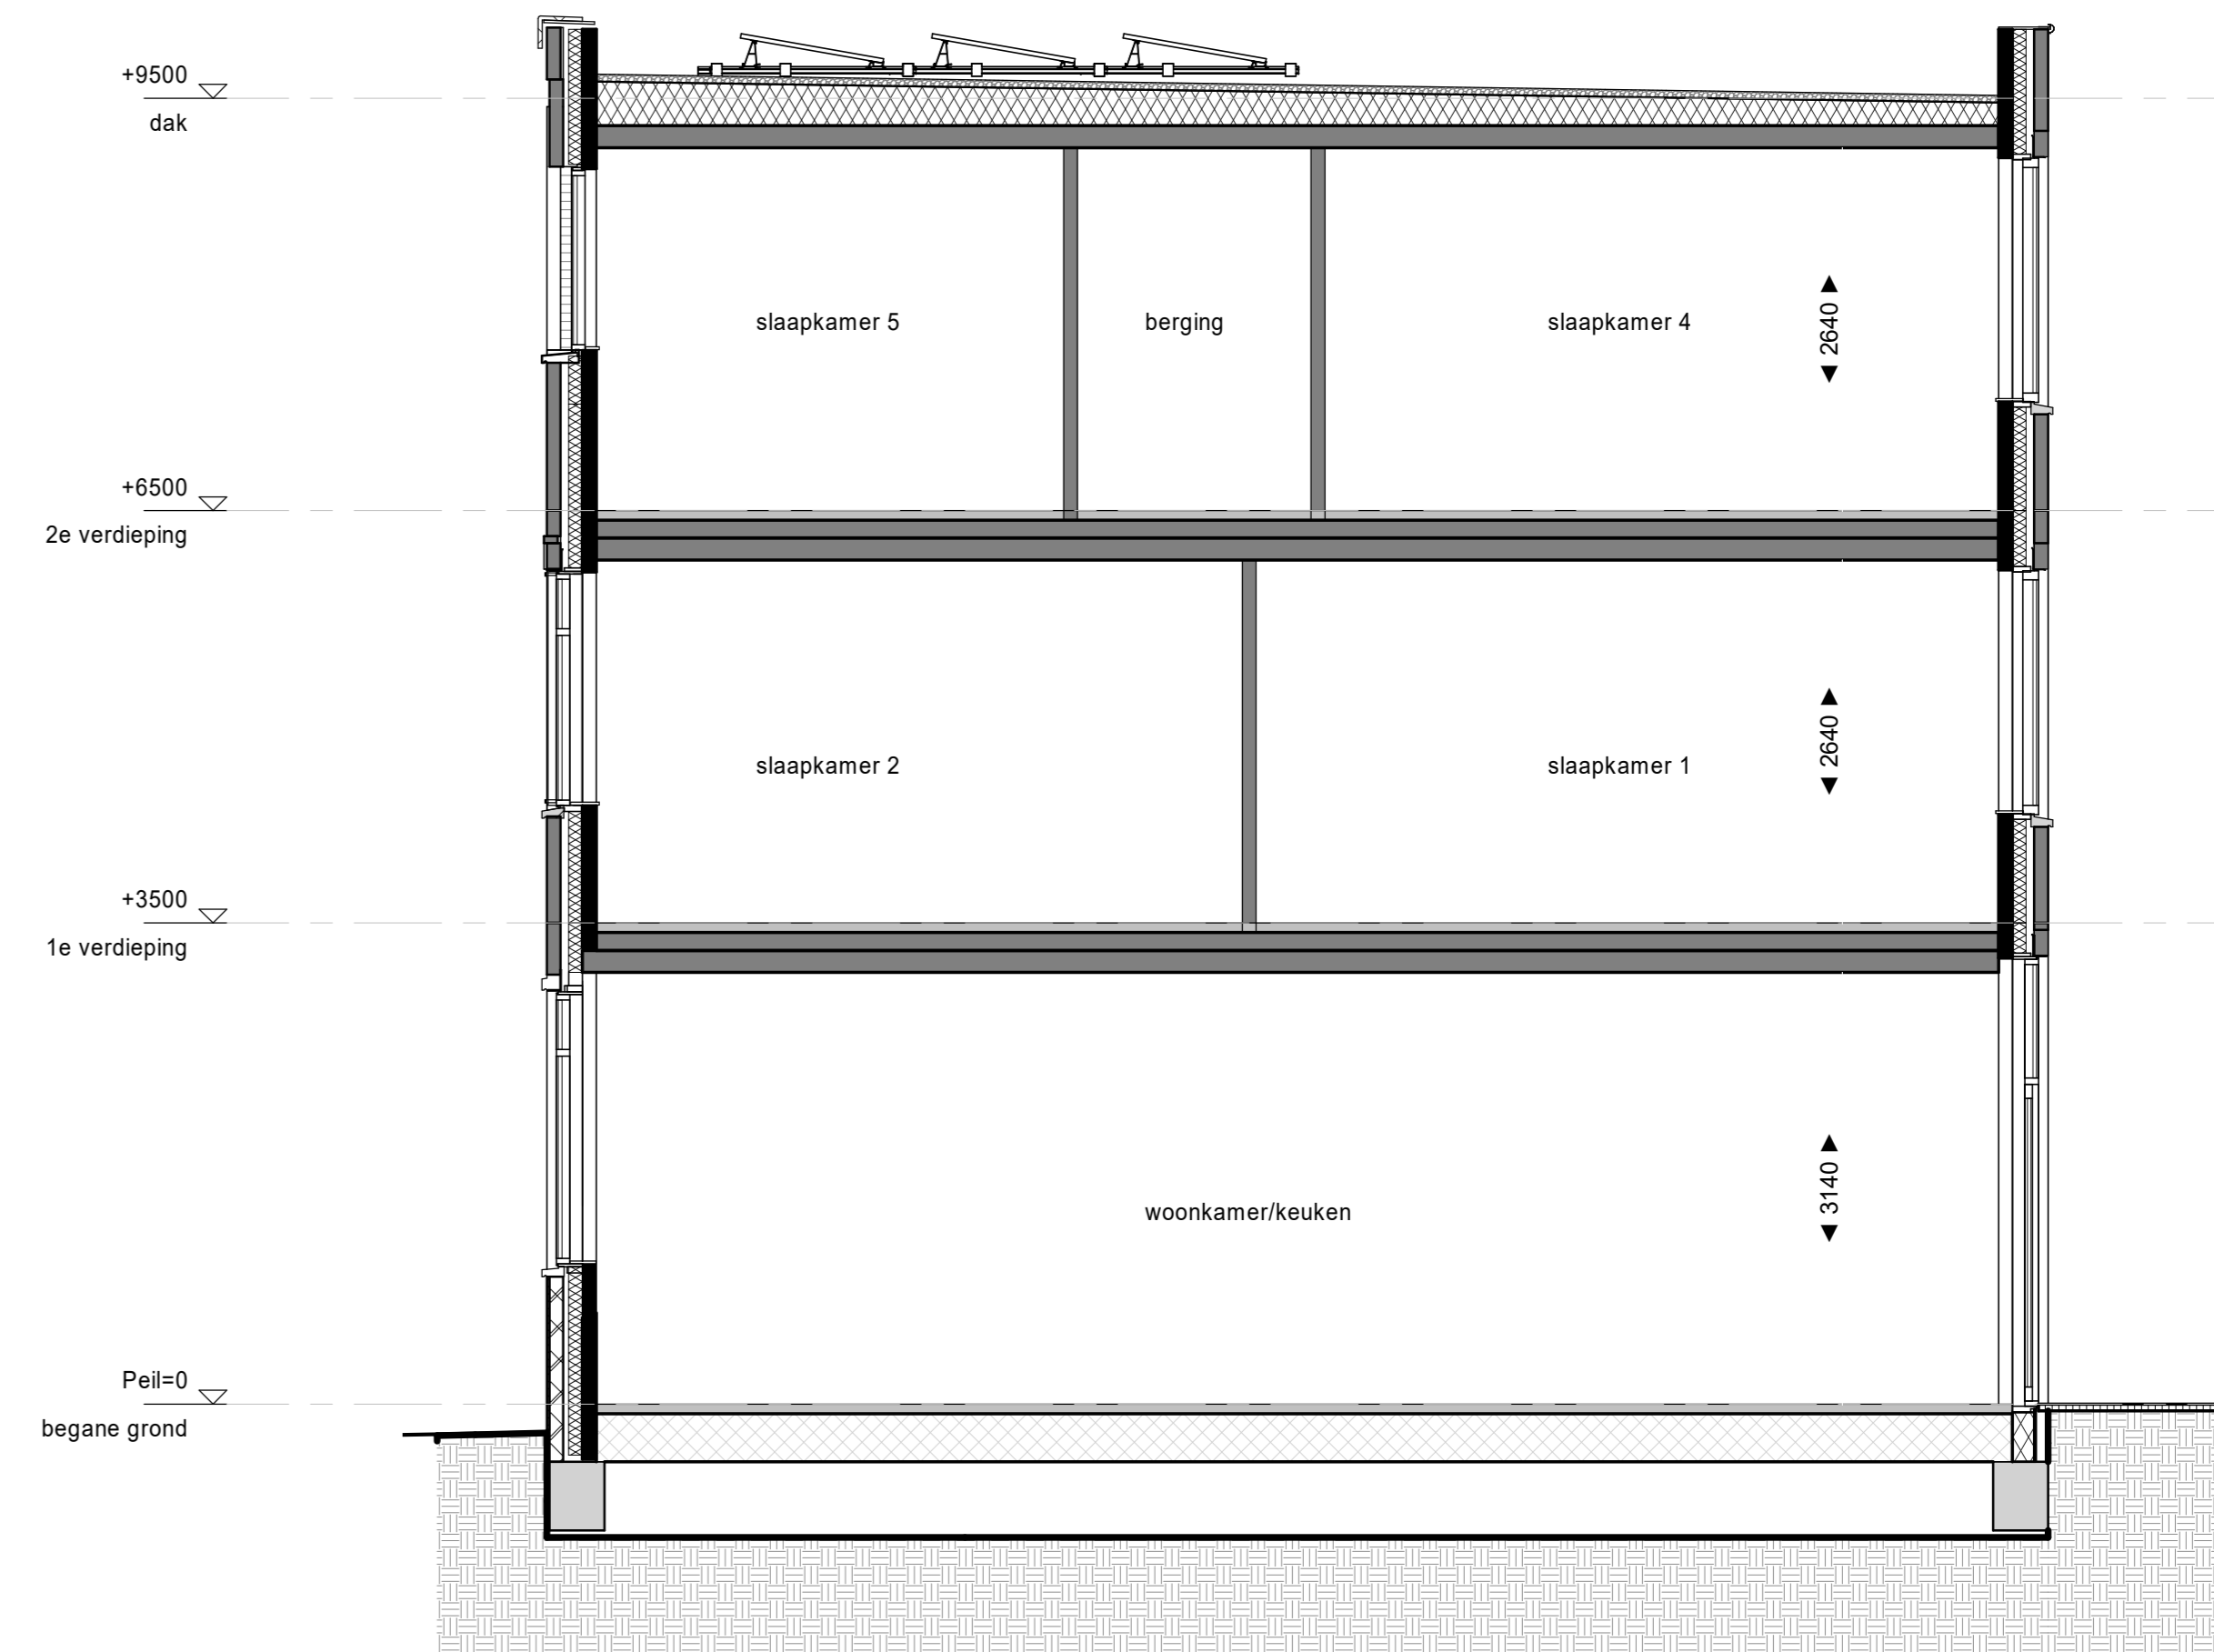 +9500
dak
slaapkamer 5
berging
slaapkamer 4
2640
+6500
2e verdieping
slaapkamer 2
slaapkamer 1
2640
+3500
1e verdieping
woonkamer/keuken
3140
Peil=0
begane grond